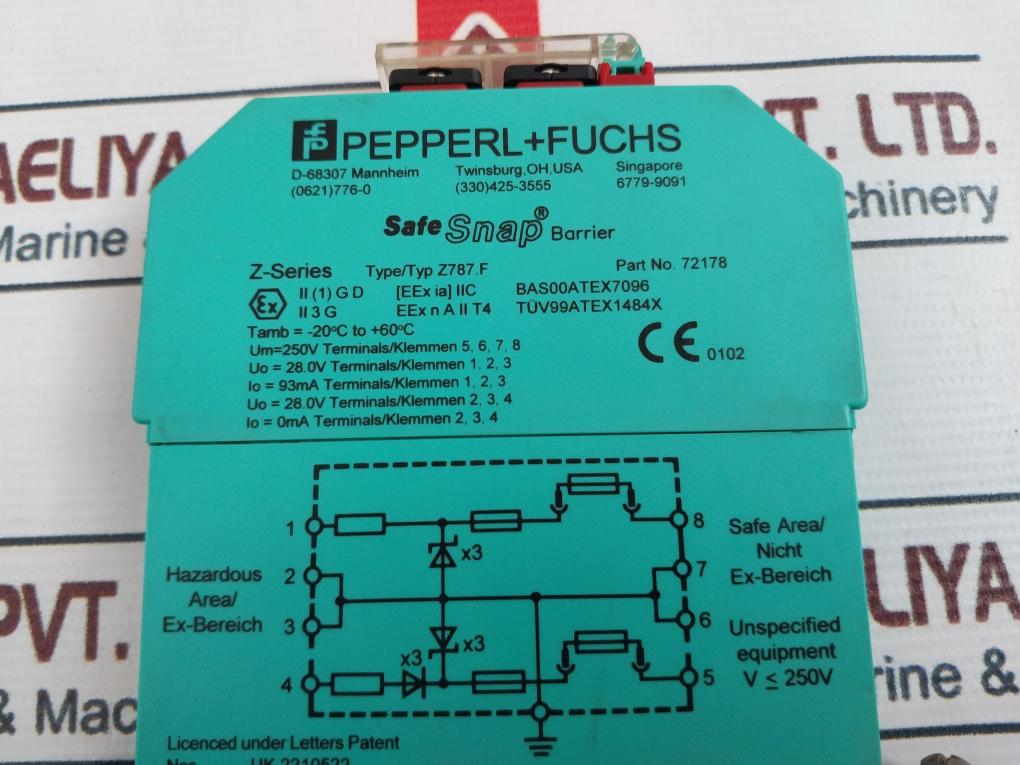 PEPPERL+FUCHS
D-68307 Mannheim Twinsburg,OH,USA Singapore
(0621)776-0 (330)425-3555 6779-9091
Safe Snap® Barrier
Z-Series Type/Typ Z787.F Part No. 72178
Ex II (1) G D [EEx ia] IIC BAS00ATEX7096
II 3 G EEx n A II T4 TÜV99ATEX1484X
Tamb = -20°C to +60°C
Um=250V Terminals/Klemmen 5, 6, 7, 8
Uo = 28.0V Terminals/Klemmen 1, 2, 3
Io = 93mA Terminals/Klemmen 1, 2, 3
Uo = 28.0V Terminals/Klemmen 2, 3, 4
Io = 0mA Terminals/Klemmen 2, 3, 4
CE 0102
1 8
x3
2 7
3 6
x3
x3
4 5
Hazardous
Area/
Ex-Bereich
Safe Area/
Nicht
Ex-Bereich
Unspecified
equipment
V ≤ 250V
Licenced under Letters Patent
Nos UK 2210522
AELIYA
VT. LTD.
Marine &
chinery
PVT.
& Mac
AELIYA
rine &